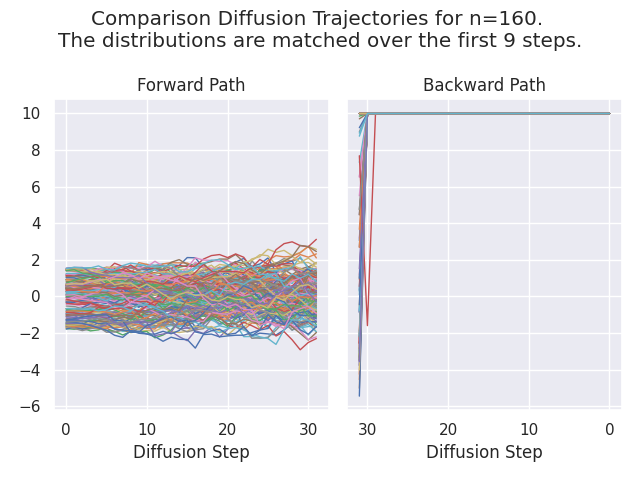 Comparison Diffusion Trajectories for n=160.
The distributions are matched over the first 9 steps.
Forward Path
Backward Path
10
8
6
4
2
0
−2
−4
−6
0 10 20 30
30 20 10 0
Diffusion Step
Diffusion Step